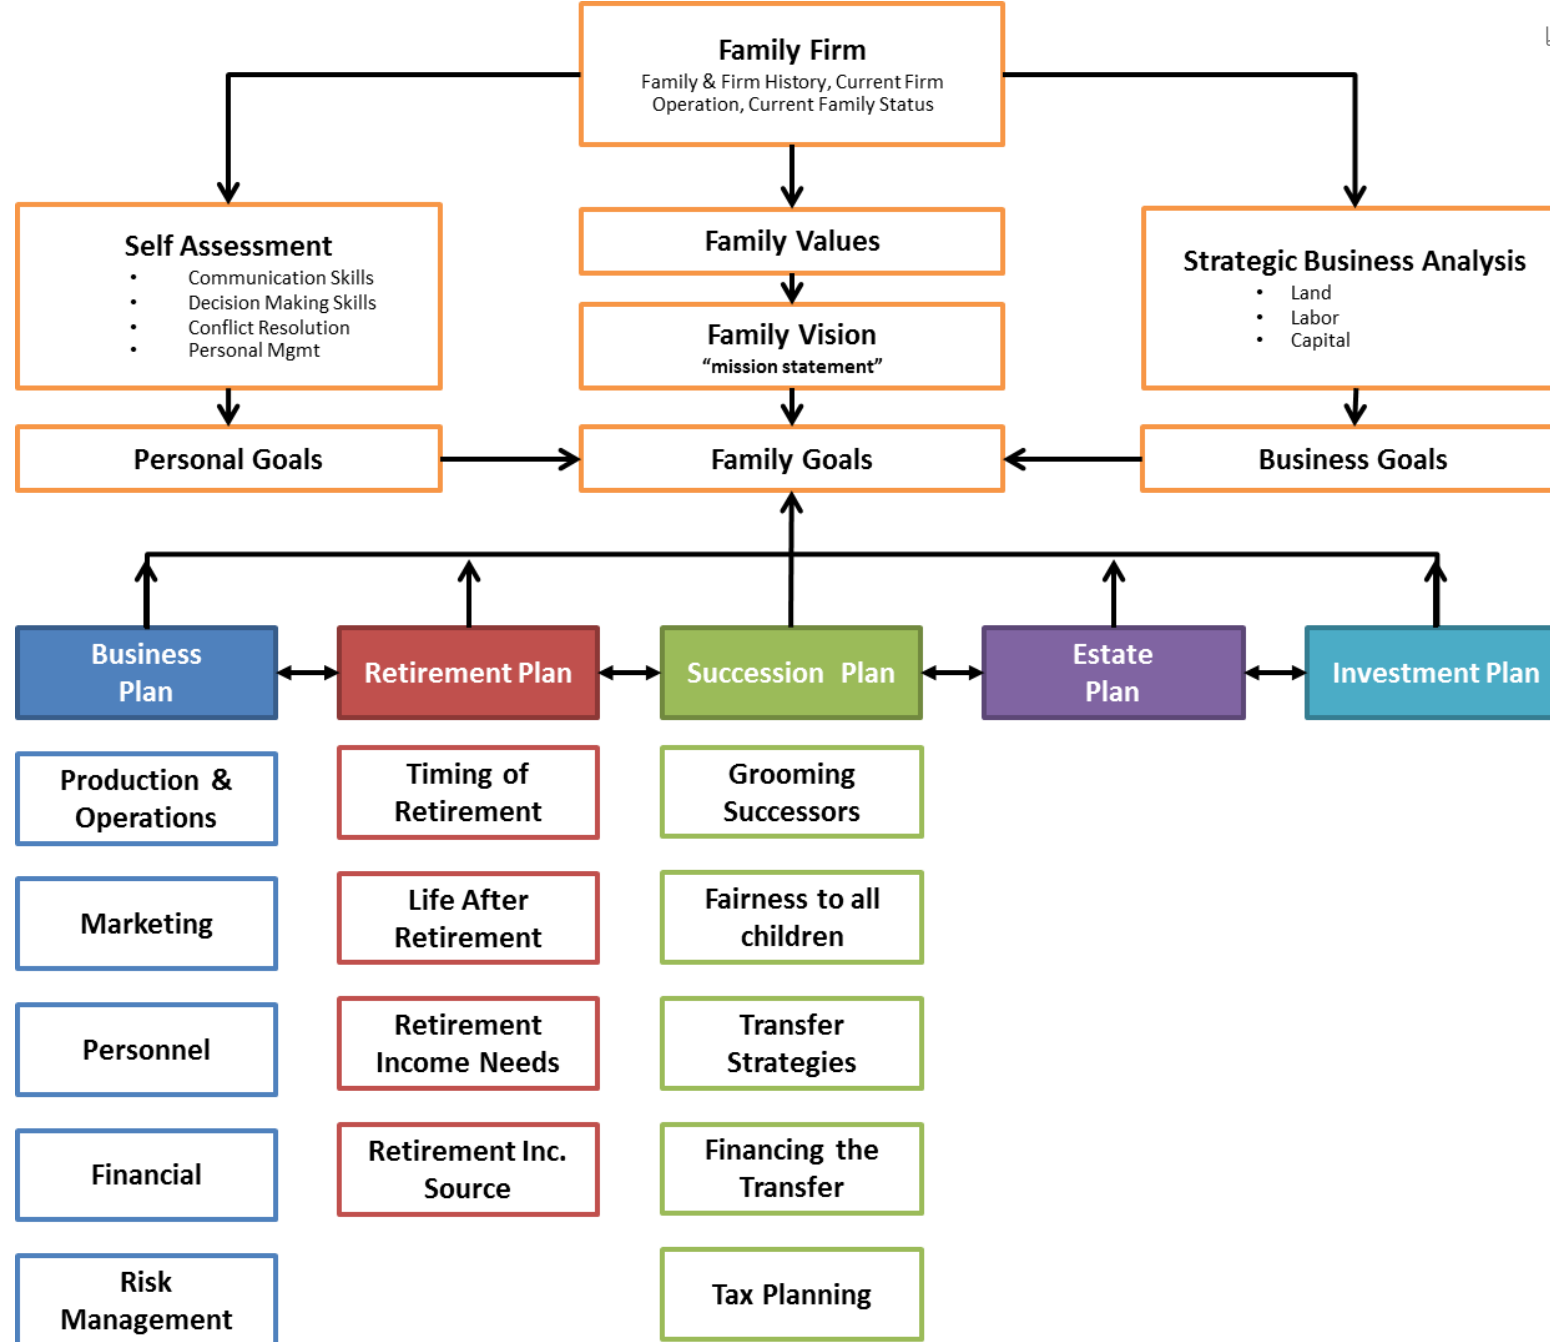 Family Firm
Family & Firm History, Current Firm
Operation, Current Family Status
Self Assessment
• Communication Skills
• Decision Making Skills
• Conflict Resolution
• Personal Mgmt
Family Values
Family Vision
“mission statement”
Strategic Business Analysis
• Land
• Labor
• Capital
Personal Goals
Family Goals
Business Goals
Business
Plan
Retirement Plan
Succession Plan
Estate
Plan
Investment Plan
Production &
Operations
Marketing
Personnel
Financial
Risk
Management
Timing of
Retirement
Life After
Retirement
Retirement
Income Needs
Retirement Inc.
Source
Grooming
Successors
Fairness to all
children
Transfer
Strategies
Financing the
Transfer
Tax Planning